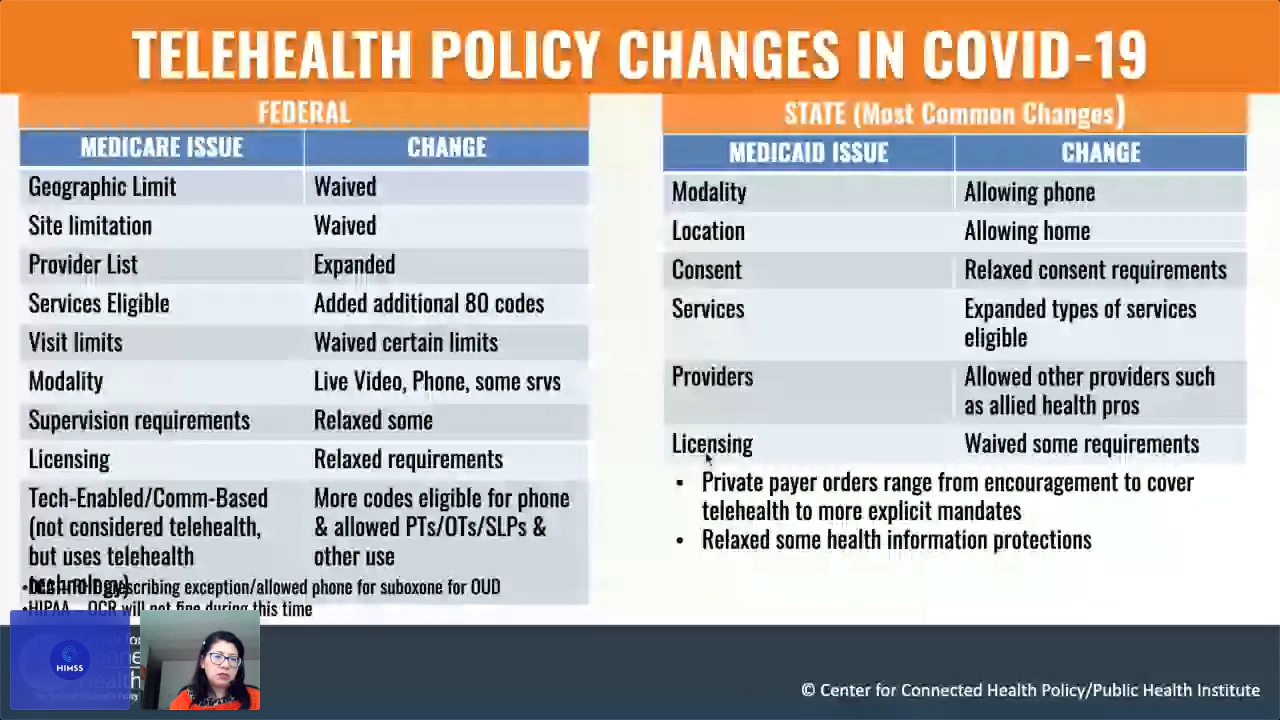 TELEHEALTH POLICY CHANGES IN COVID-19
FEDERAL
MEDICARE ISSUE CHANGE
Geographic Limit Waived
Site limitation Waived
Provider List Expanded
Services Eligible Added additional 80 codes
Visit limits Waived certain limits
Modality Live Video, Phone, some srvs
Supervision requirements Relaxed some
Licensing Relaxed requirements
Tech-Enabled/Comm-Based More codes eligible for phone
(not considered telehealth, & allowed PTs/OTs/SLPs &
but uses telehealth other use
technology)
prescribing exception/allowed phone for suboxone for OUD
•HIPAA – OCR will not fine during this time
STATE (Most Common Changes)
MEDICAID ISSUE CHANGE
Modality Allowing phone
Location Allowing home
Consent Relaxed consent requirements
Services Expanded types of services
eligible
Providers Allowed other providers such
as allied health pros
Licensing Waived some requirements
• Private payer orders range from encouragement to cover
telehealth to more explicit mandates
• Relaxed some health information protections
HIMSS
Center for
Health
© Center for Connected Health Policy/Public Health Institute